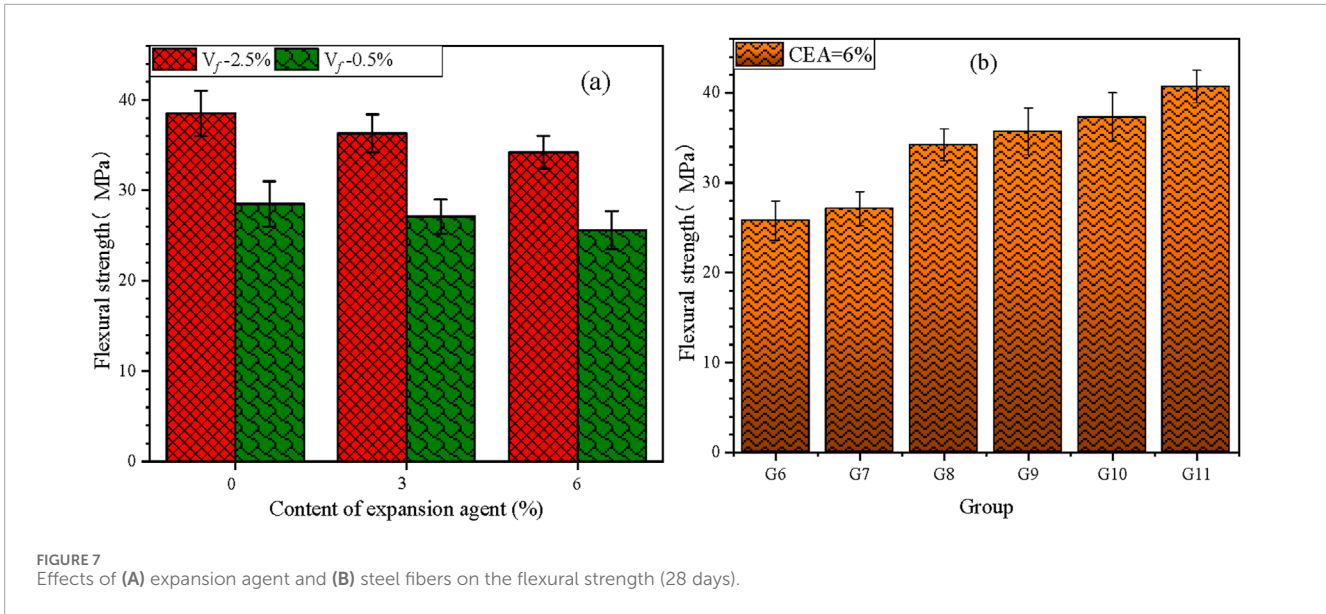 V_f-2.5% V_f-0.5%
(a)
Flexural strength( MPa)
40
30
20
10
0
0 3 6
Content of expansion agent (%)
CEA=6%
(b)
Flexural strength( MPa)
40
30
20
10
0
G6 G7 G8 G9 G10 G11
Group
FIGURE 7
Effects of (A) expansion agent and (B) steel fibers on the flexural strength (28 days).